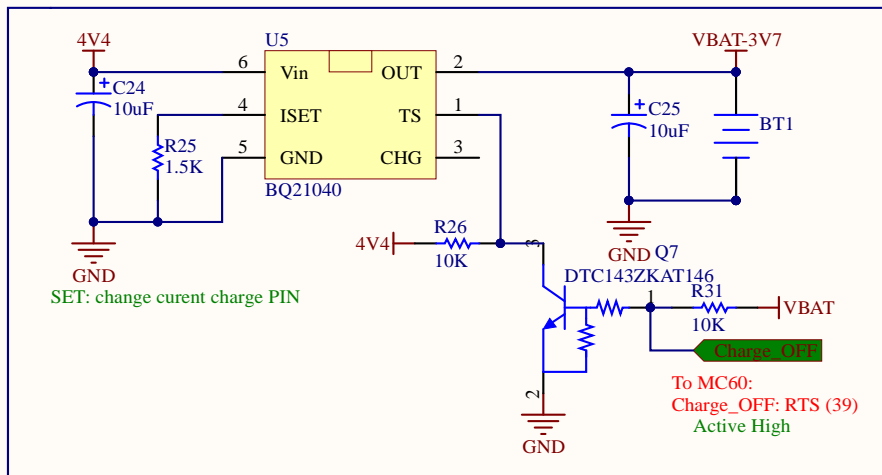 4V4
U5
VBAT-3V7
6
Vin
OUT
2
C24
10uF
4
ISET
TS
1
C25
10uF
BT1
R25
1.5K
5
GND
CHG
3
BQ21040
GND
SET: change curent charge PIN
4V4
R26
10K
3
GND
Q7
DTC143ZKAT146
1
R31
10K
VBAT
Charge_OFF
2
GND
To MC60:
Charge_OFF: RTS (39)
Active High